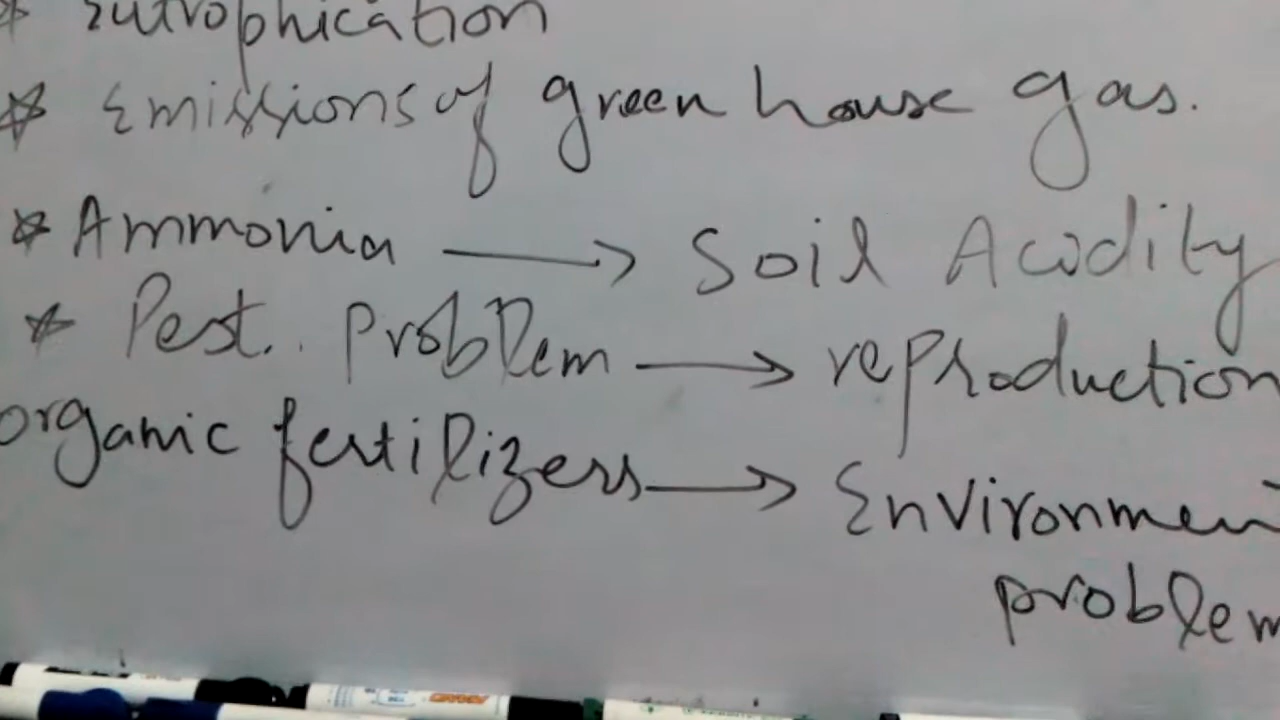 * Eutrophication
* Emissions of green house gas.
* Ammonia → Soil Acidity
* Pest. problem → reproduction
organic fertilizers → Environmen
problem